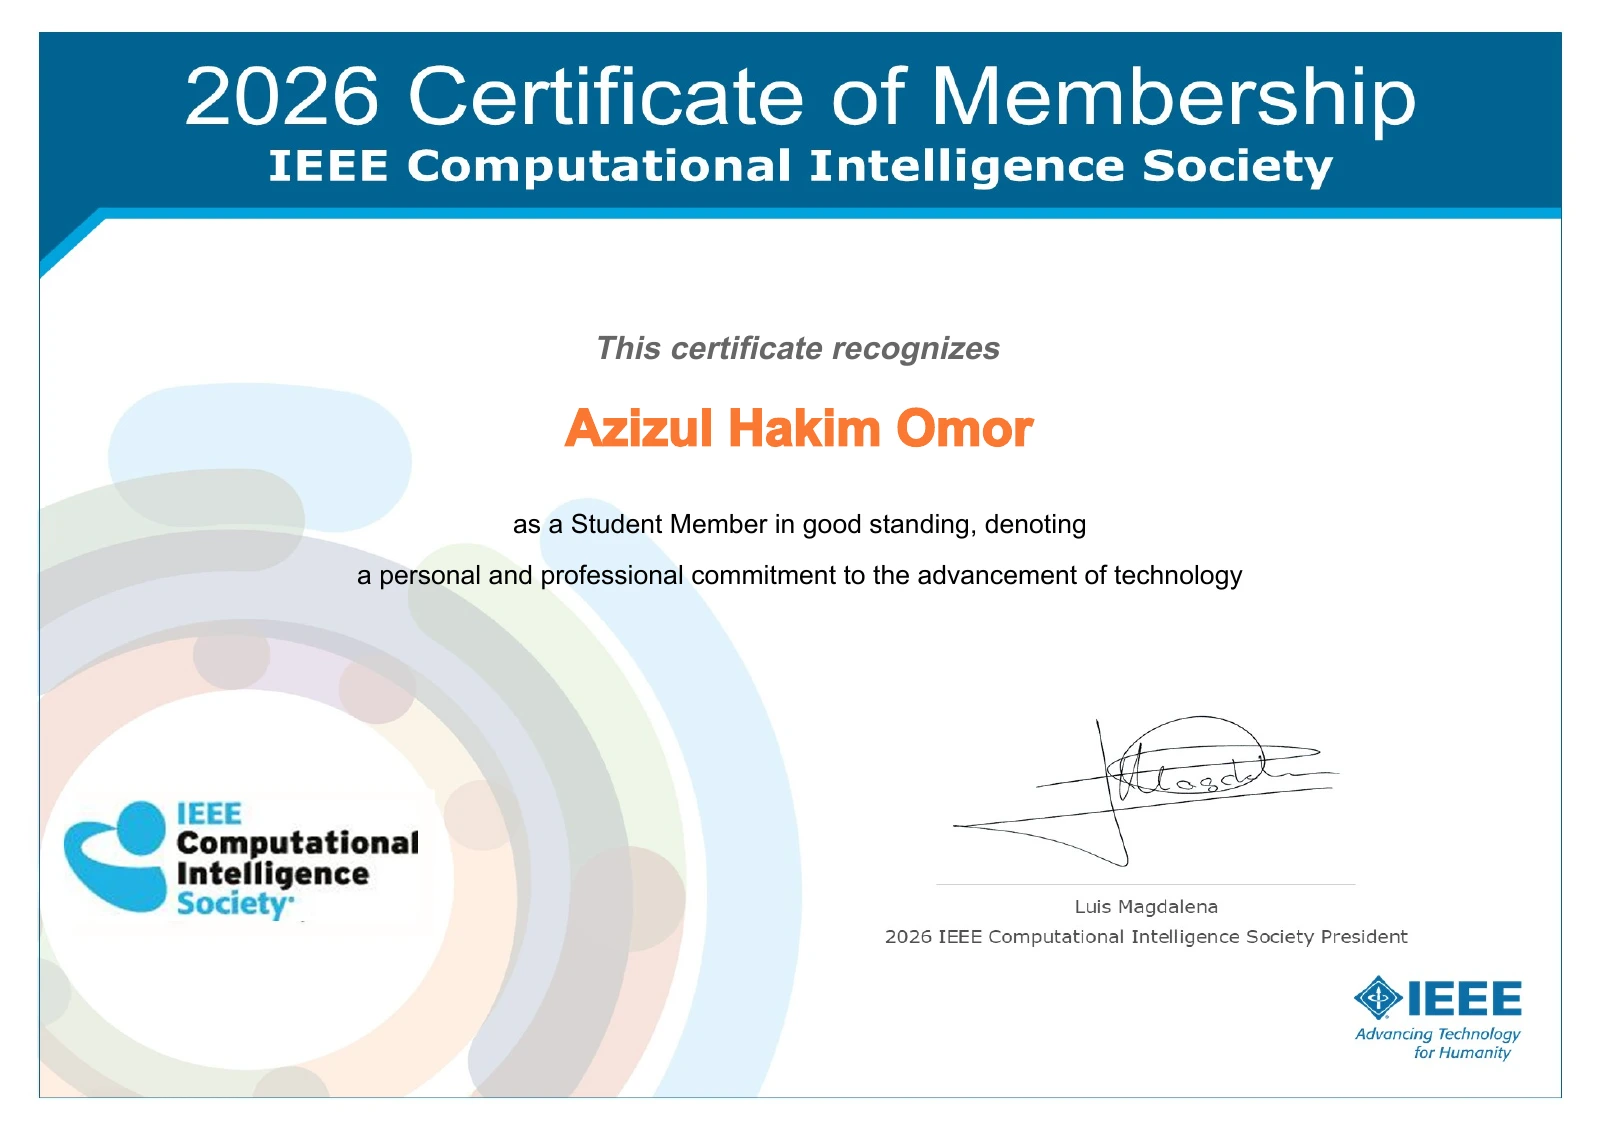 2026 Certificate of Membership
IEEE Computational Intelligence Society
This certificate recognizes
Azizul Hakim Omor
as a Student Member in good standing, denoting
a personal and professional commitment to the advancement of technology
Magdalena
IEEE
Computational
Intelligence
Society
Luis Magdalena
2026 IEEE Computational Intelligence Society President
IEEE
Advancing Technology
for Humanity